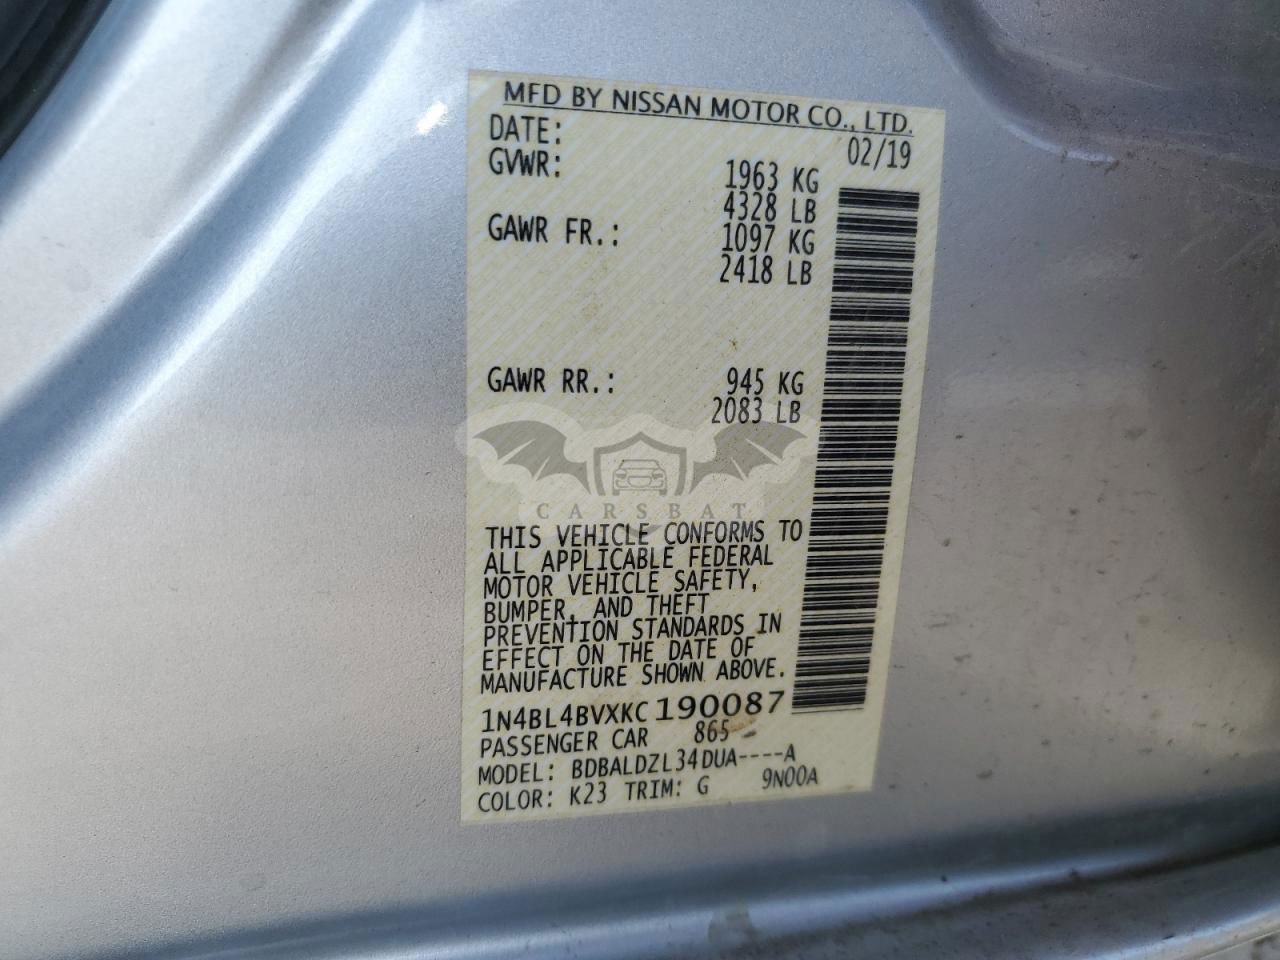 MFD BY NISSAN MOTOR CO., LTD.
DATE: 02/19
GVWR: 1963 KG
4328 LB
GAWR FR.: 1097 KG
2418 LB
GAWR RR.: 945 KG
2083 LB
CARSBAT
THIS VEHICLE CONFORMS TO
ALL APPLICABLE FEDERAL
MOTOR VEHICLE SAFETY,
BUMPER, AND THEFT
PREVENTION STANDARDS IN
EFFECT ON THE DATE OF
MANUFACTURE SHOWN ABOVE.
1N4BL4BVXKC190087
PASSENGER CAR 865
MODEL: BDBALDZL34DUA----A
COLOR: K23 TRIM: G 9N00A